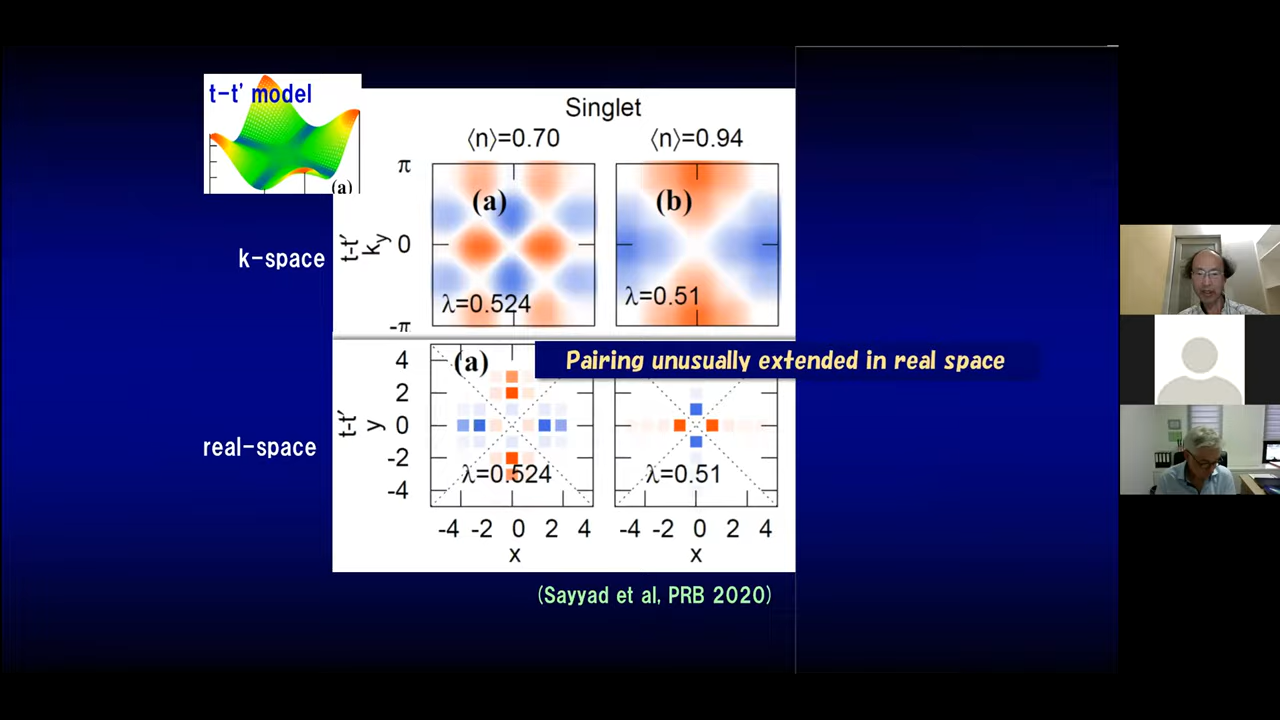 t-t' model
(a)
Singlet
⟨n⟩=0.70 ⟨n⟩=0.94
k-space
t-t′
k_y
π
0
-π
(a)
λ=0.524
(b)
λ=0.51
Pairing unusually extended in real space
real-space
t-t′
y
4
2
0
-2
-4
(a)
λ=0.524
λ=0.51
-4 -2 0 2 4
x
-4 -2 0 2 4
x
(Sayyad et al, PRB 2020)